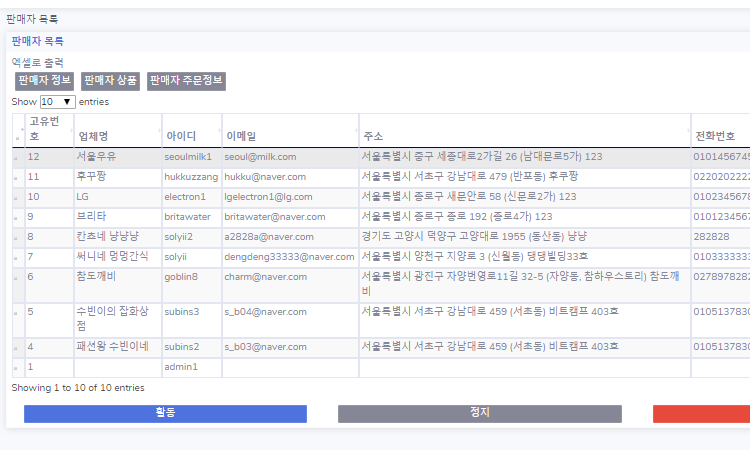 판매자 목록
판매자 목록
엑셀로 출력
판매자 정보 판매자 상품 판매자 주문정보
Show 10 entries
고유번호 업체명 아이디 이메일 주소 전화번호
12 서울우유 seoulmilk1 seoul@milk.com 서울특별시 중구 세종대로2가길 26 (남대문로5가) 123 0101456745
11 후꾸짱 hukkuzzang hukku@naver.com 서울특별시 서초구 강남대로 479 (반포동) 후쿠짱 0220202222
10 LG electron1 lgelectron1@lg.com 서울특별시 종로구 새문안로 58 (신문로2가) 123 0102345678
9 브리타 britawater britawater@naver.com 서울특별시 종로구 종로 192 (종로4가) 123 0101234567
8 칸쵸네 냥냥냥 solyii2 a2828a@naver.com 경기도 고양시 덕양구 고양대로 1955 (동산동) 냥냥 282828
7 써니네 멍멍간식 solyii dengdeng33333@naver.com 서울특별시 양천구 지양로 3 (신월동) 댕댕빌딩33호 0103333333
6 참도깨비 goblin8 charm@naver.com 서울특별시 광진구 자양번영로11길 32-5 (자양동, 참하우스토리) 참도깨
비 0278978282
5 수빈이의 잡화상
점 subins3 s_b04@naver.com 서울특별시 서초구 강남대로 459 (서초동) 비트캠프 403호 0105137830
4 패션왕 수빈이네 subins2 s_b03@naver.com 서울특별시 서초구 강남대로 459 (서초동) 비트캠프 403호 0105137830
1 admin1
Showing 1 to 10 of 10 entries
활동 정지